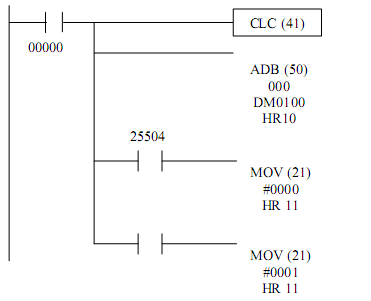 CLC (41)
00000
ADB (50)
000
DM0100
HR10
25504
MOV (21)
#0000
HR 11
MOV (21)
#0001
HR 11